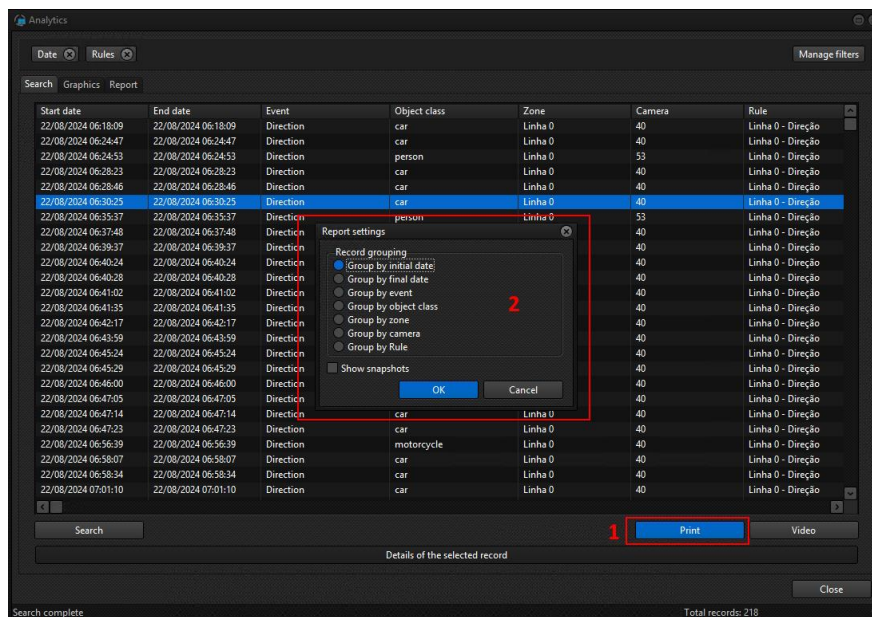 Analytics
Date Rules Manage filters
Search Graphics Report
Start date End date Event Object class Zone Camera Rule
22/08/2024 06:18:09 22/08/2024 06:18:09 Direction car Linha 0 40 Linha 0 - Direção
22/08/2024 06:24:47 22/08/2024 06:24:47 Direction car Linha 0 40 Linha 0 - Direção
22/08/2024 06:24:53 22/08/2024 06:24:53 Direction person Linha 0 53 Linha 0 - Direção
22/08/2024 06:28:23 22/08/2024 06:28:23 Direction car Linha 0 40 Linha 0 - Direção
22/08/2024 06:28:46 22/08/2024 06:28:46 Direction car Linha 0 40 Linha 0 - Direção
22/08/2024 06:30:25 22/08/2024 06:30:25 Direction car Linha 0 40 Linha 0 - Direção
22/08/2024 06:35:37 22/08/2024 06:35:37 Direction person Linha 0 53 Linha 0 - Direção
22/08/2024 06:37:48 22/08/2024 06:37:48 Direction 40 Linha 0 - Direção
22/08/2024 06:39:37 22/08/2024 06:39:37 Direction 40 Linha 0 - Direção
22/08/2024 06:40:24 22/08/2024 06:40:24 Direction 40 Linha 0 - Direção
22/08/2024 06:40:28 22/08/2024 06:40:28 Direction 40 Linha 0 - Direção
22/08/2024 06:41:02 22/08/2024 06:41:02 Direction 40 Linha 0 - Direção
22/08/2024 06:41:35 22/08/2024 06:41:35 Direction 40 Linha 0 - Direção
22/08/2024 06:42:17 22/08/2024 06:42:17 Direction 40 Linha 0 - Direção
22/08/2024 06:43:59 22/08/2024 06:43:59 Direction 40 Linha 0 - Direção
22/08/2024 06:45:24 22/08/2024 06:45:24 Direction 40 Linha 0 - Direção
22/08/2024 06:45:29 22/08/2024 06:45:29 Direction 40 Linha 0 - Direção
22/08/2024 06:46:00 22/08/2024 06:46:00 Direction 40 Linha 0 - Direção
22/08/2024 06:47:05 22/08/2024 06:47:05 Direction 40 Linha 0 - Direção
22/08/2024 06:47:14 22/08/2024 06:47:14 Direction car Linha 0 40 Linha 0 - Direção
22/08/2024 06:47:23 22/08/2024 06:47:23 Direction car Linha 0 40 Linha 0 - Direção
22/08/2024 06:56:39 22/08/2024 06:56:39 Direction motorcycle Linha 0 40 Linha 0 - Direção
22/08/2024 06:58:07 22/08/2024 06:58:07 Direction car Linha 0 40 Linha 0 - Direção
22/08/2024 06:58:34 22/08/2024 06:58:34 Direction car Linha 0 40 Linha 0 - Direção
22/08/2024 07:01:10 22/08/2024 07:01:10 Direction car Linha 0 40 Linha 0 - Direção
Report settings
Record grouping
Group by initial date
Group by final date
Group by event
Group by object class
Group by zone
Group by camera
Group by Rule
2
Show snapshots
OK Cancel
Search 1 Print Video
Details of the selected record
Close
Search complete Total records: 218